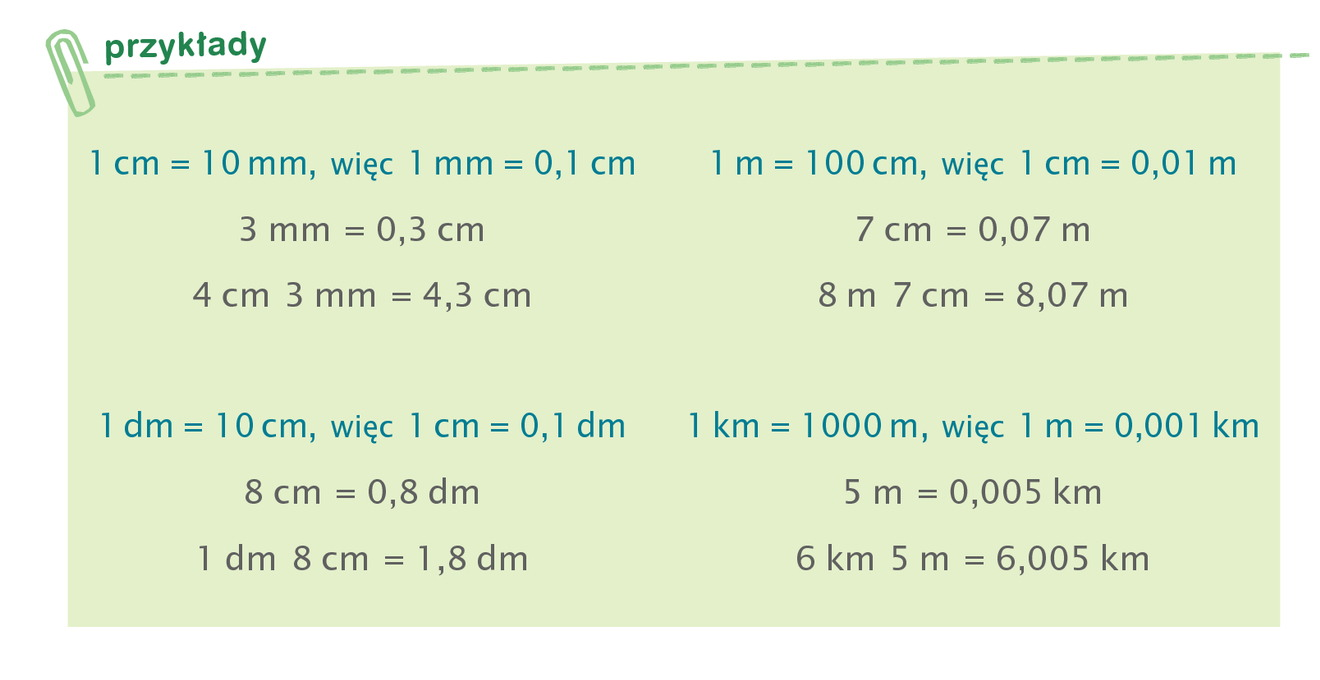 przykłady
1 cm = 10 mm, więc 1 mm = 0,1 cm
3 mm = 0,3 cm
4 cm 3 mm = 4,3 cm
1 m = 100 cm, więc 1 cm = 0,01 m
7 cm = 0,07 m
8 m 7 cm = 8,07 m
1 dm = 10 cm, więc 1 cm = 0,1 dm
8 cm = 0,8 dm
1 dm 8 cm = 1,8 dm
1 km = 1000 m, więc 1 m = 0,001 km
5 m = 0,005 km
6 km 5 m = 6,005 km